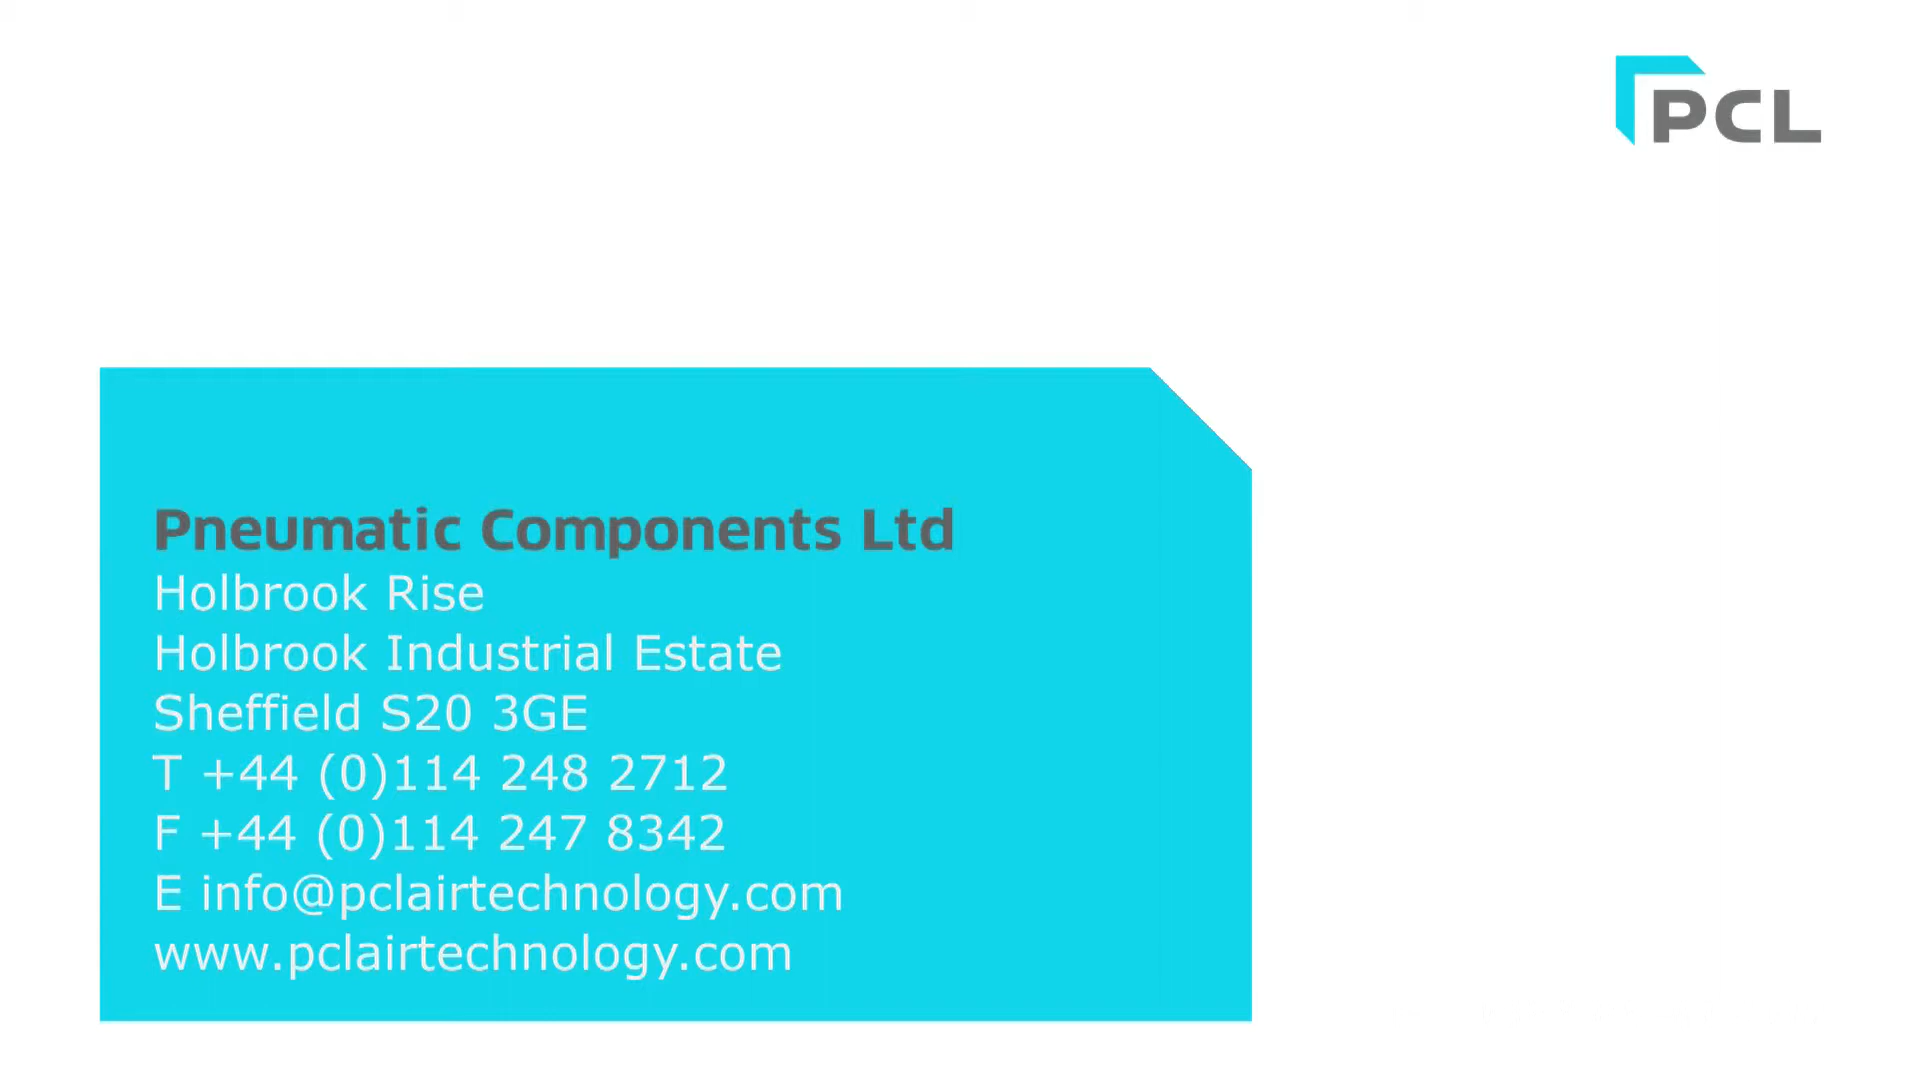 PCL
Pneumatic Components Ltd
Holbrook Rise
Holbrook Industrial Estate
Sheffield S20 3GE
T +44 (0)114 248 2712
F +44 (0)114 247 8342
E info@pclairtechnology.com
www.pclairtechnology.com